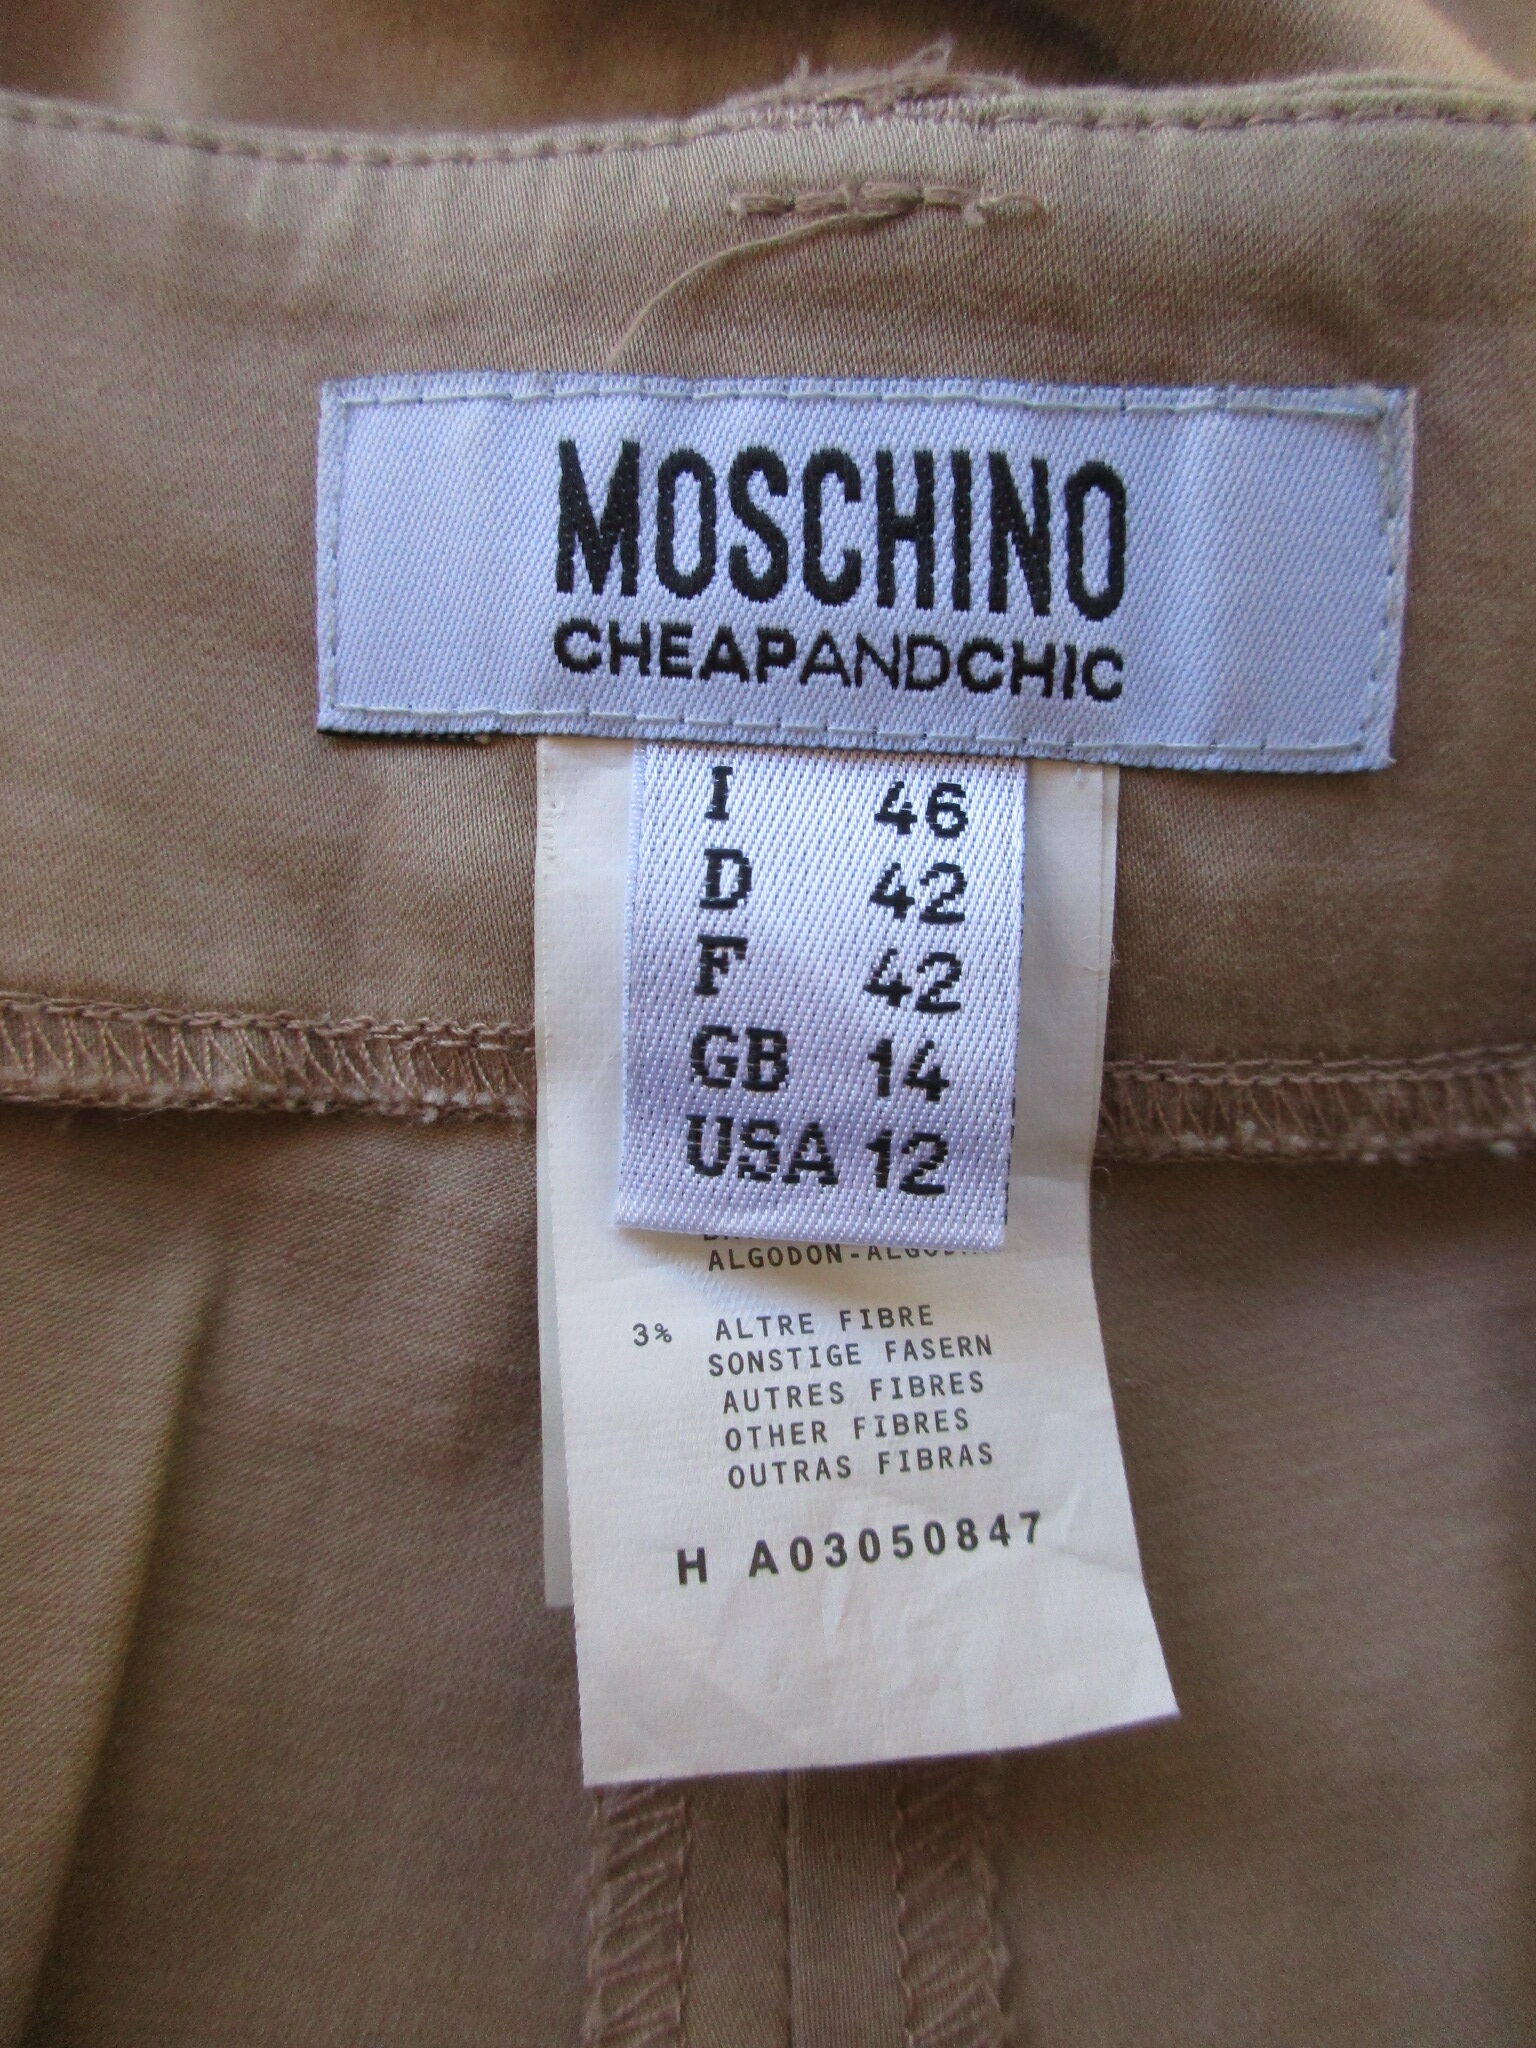 MOSCHINO
CHEAPANDCHIC
I 46
D 42
F 42
GB 14
USA 12
ALGODON-
3% ALTRE FIBRE
SONSTIGE FASERN
AUTRES FIBRES
OTHER FIBRES
OUTRAS FIBRAS
H A03050847